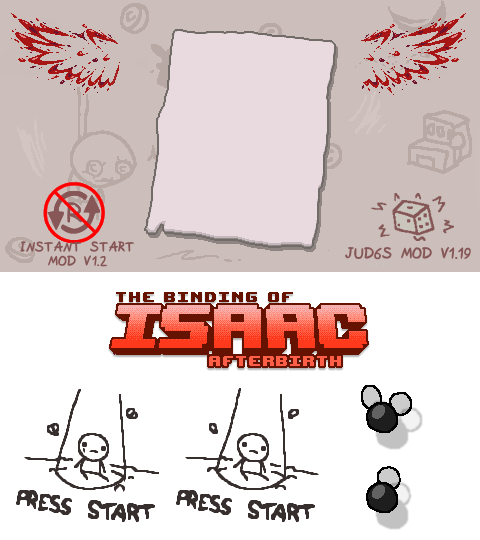 R
INSTANT START
MOD V1.2
JUD6S MOD V1.19
THE BINDING OF
ISAAC
AFTERBIRTH
PRESS START
PRESS START